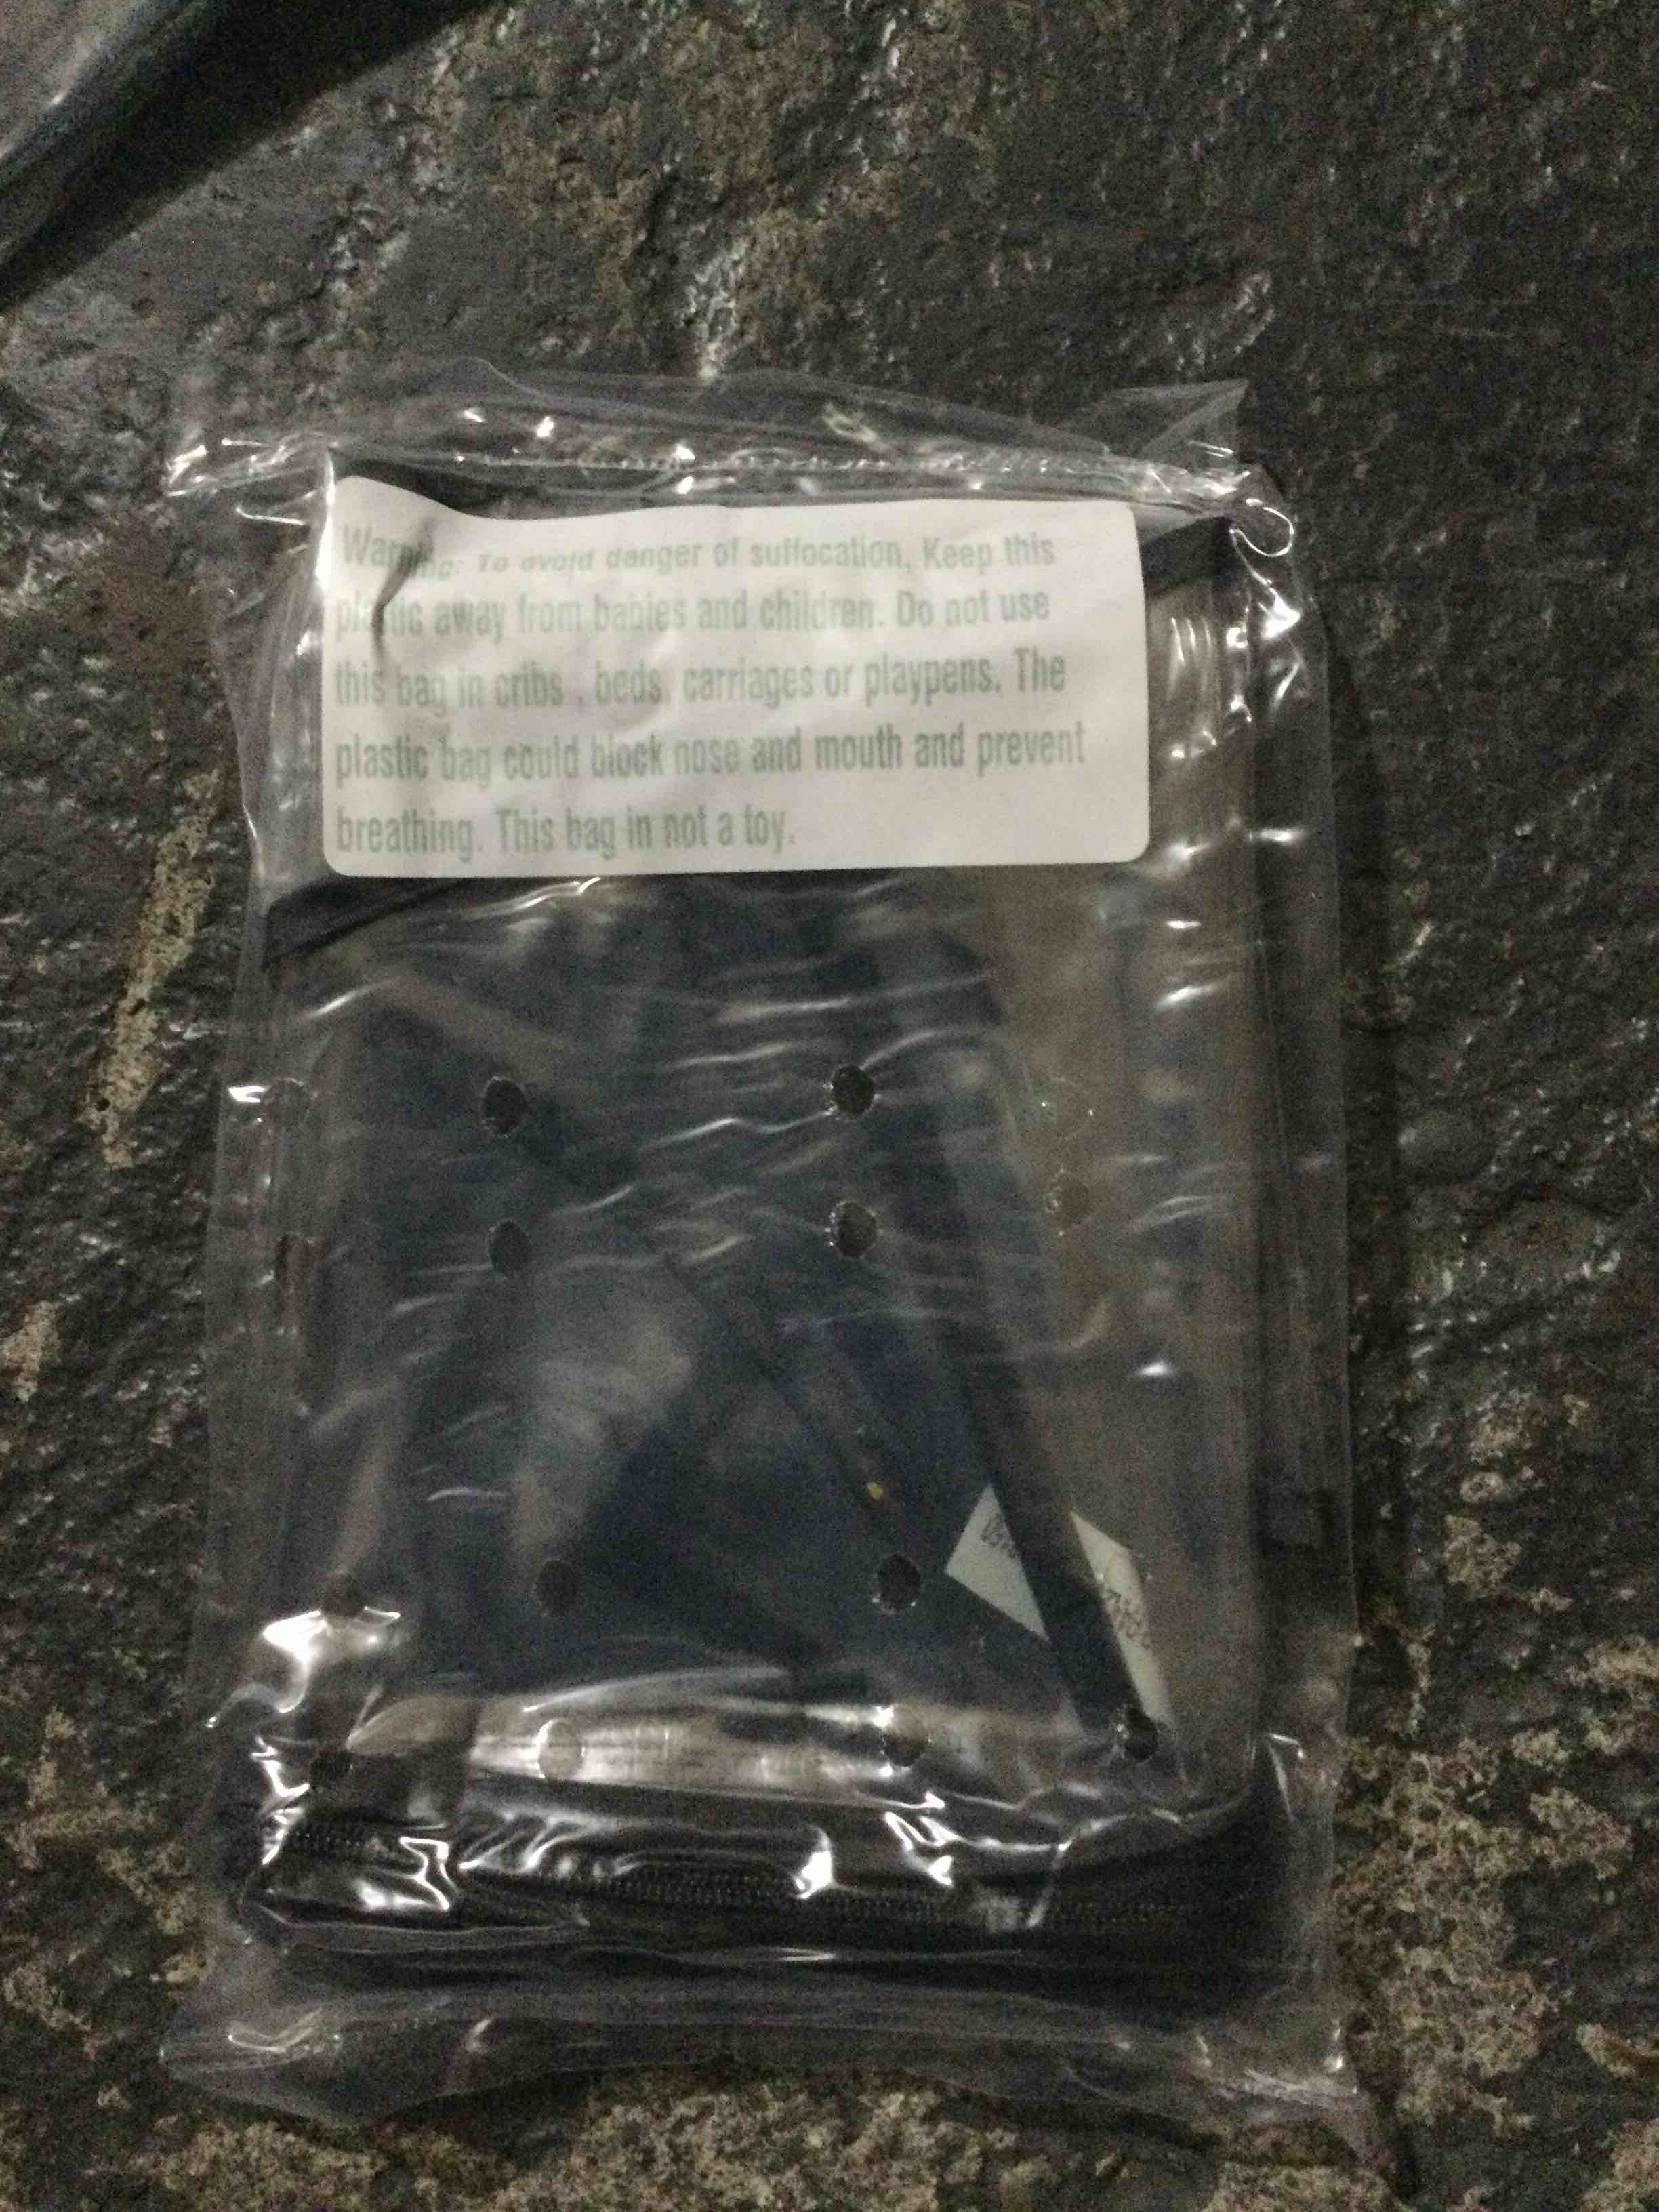 Warning: To avoid danger of suffocation, Keep this
plastic away from babies and children. Do not use
this bag in cribs , beds, carriages or playpens. The
plastic bag could block nose and mouth and prevent
breathing. This bag in not a toy.